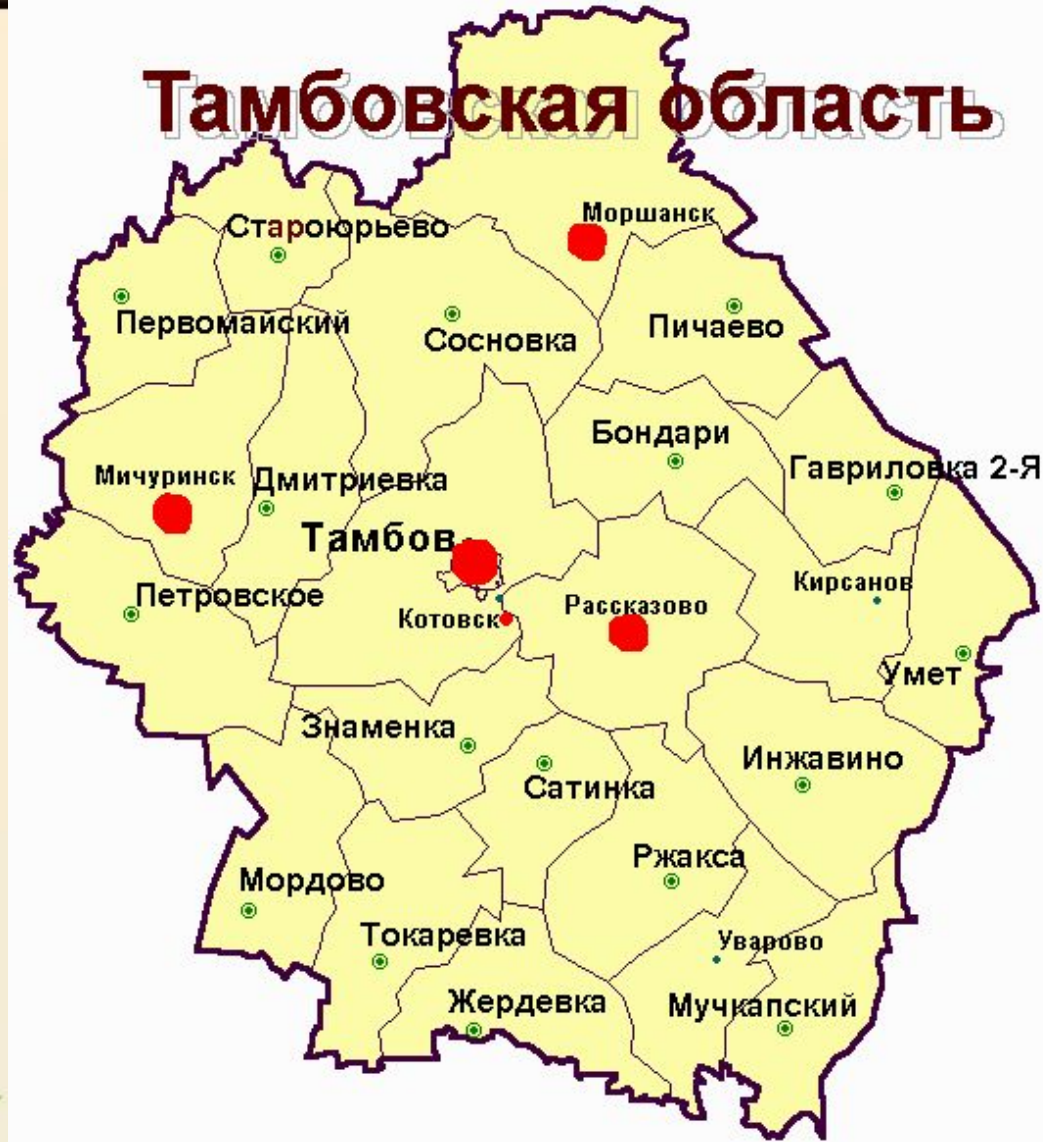 Тамбовская область
Моршанск
Староюрьево
Первомайский
Сосновка
Пичаево
Бондари
Гавриловка 2-Я
Мичуринск
Дмитриевка
Тамбов
Кирсанов
Петровское
Котовск
Рассказово
Умет
Знаменка
Инжавино
Сатинка
Ржакса
Мордово
Токаревка
Уварово
Жердевка
Мучкапский